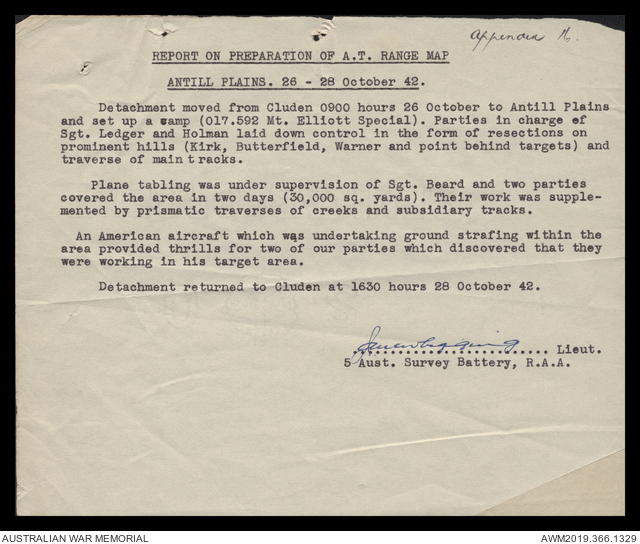 Appendix 16.
REPORT ON PREPARATION OF A.T. RANGE MAP
ANTILL PLAINS. 26 - 28 October 42.
Detachment moved from Cluden 0900 hours 26 October to Antill Plains
and set up a camp (017.592 Mt. Elliott Special). Parties in charge of
Sgt. Ledger and Holman laid down control in the form of resections on
prominent hills (Kirk, Butterfield, Warner and point behind targets) and
traverse of main tracks.
Plane tabling was under supervision of Sgt. Beard and two parties
covered the area in two days (30,000 sq. yards). Their work was supple-
mented by prismatic traverses of creeks and subsidiary tracks.
An American aircraft which was undertaking ground strafing within the
area provided thrills for two of our parties which discovered that they
were working in his target area.
Detachment returned to Cluden at 1630 hours 28 October 42.
........................ Lieut.
5 Aust. Survey Battery, R.A.A.
AUSTRALIAN WAR MEMORIAL
AWM2019.366.1329